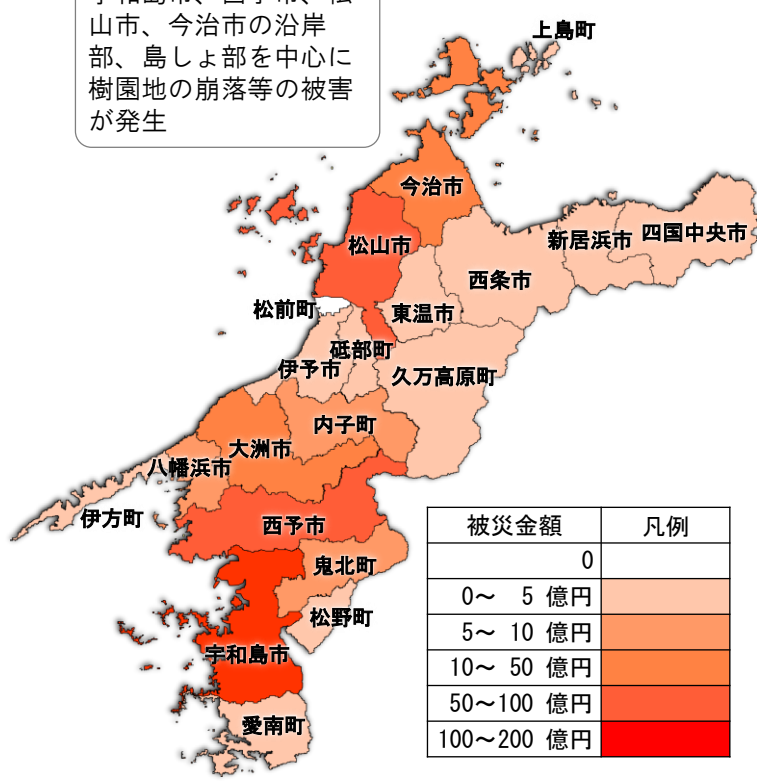 山市、今治市の沿岸
部、島しょ部を中心に
樹園地の崩落等の被害
が発生
上島町
今治市
松山市
新居浜市
四国中央市
西条市
松前町
東温市
砥部町
伊予市
久万高原町
内子町
大洲市
八幡浜市
伊方町
西予市
鬼北町
松野町
宇和島市
愛南町
被災金額 凡例
0
0～ 5 億円
5～ 10 億円
10～ 50 億円
50～100 億円
100～200 億円